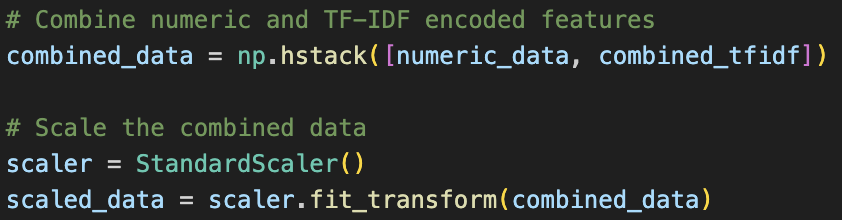 # Combine numeric and TF-IDF encoded features
combined_data = np.hstack([numeric_data, combined_tfidf])
# Scale the combined data
scaler = StandardScaler()
scaled_data = scaler.fit_transform(combined_data)